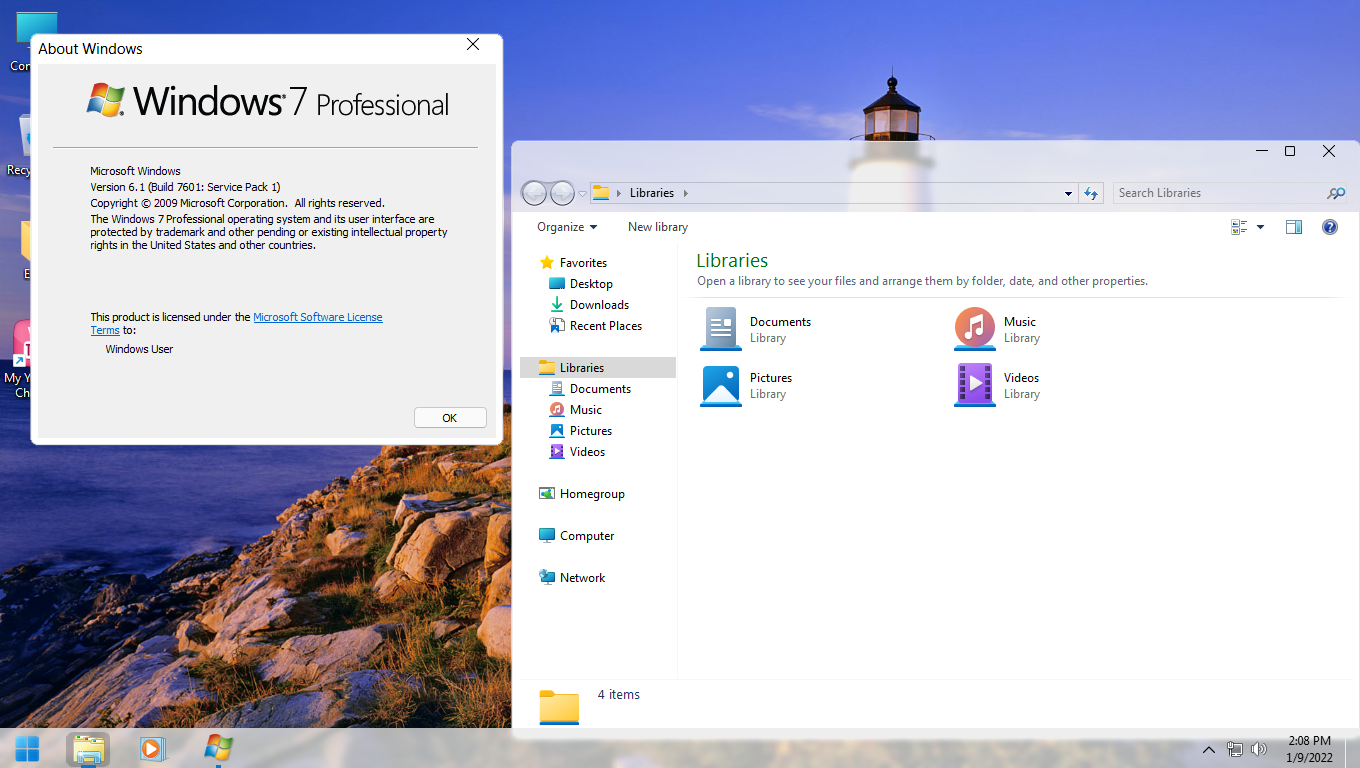 About Windows
Windows 7 Professional
Microsoft Windows
Version 6.1 (Build 7601: Service Pack 1)
Copyright © 2009 Microsoft Corporation. All rights reserved.
The Windows 7 Professional operating system and its user interface are
protected by trademark and other pending or existing intellectual property
rights in the United States and other countries.
This product is licensed under the Microsoft Software License
Terms to:
Windows User
OK
My Y
Libraries
Search Libraries
Organize
New library
Favorites
Desktop
Downloads
Recent Places
Libraries
Documents
Music
Pictures
Videos
Homegroup
Computer
Network
Libraries
Open a library to see your files and arrange them by folder, date, and other properties.
Documents
Library
Music
Library
Pictures
Library
Videos
Library
4 items
2:08 PM
1/9/2022